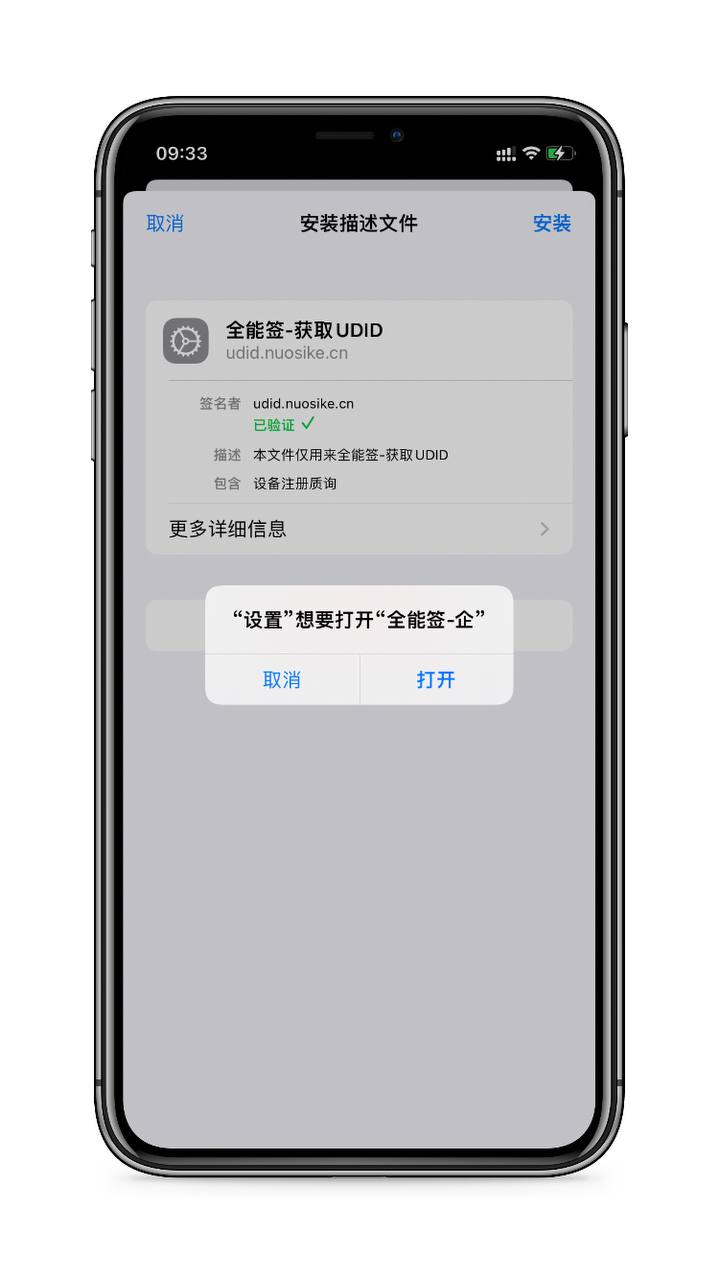 09:33
取消 安装描述文件 安装
全能签-获取UDID
udid.nuosike.cn
签名者 udid.nuosike.cn
已验证 ✓
描述 本文件仅用来全能签-获取UDID
包含 设备注册质询
更多详细信息
“设置”想要打开“全能签-企”
取消 打开